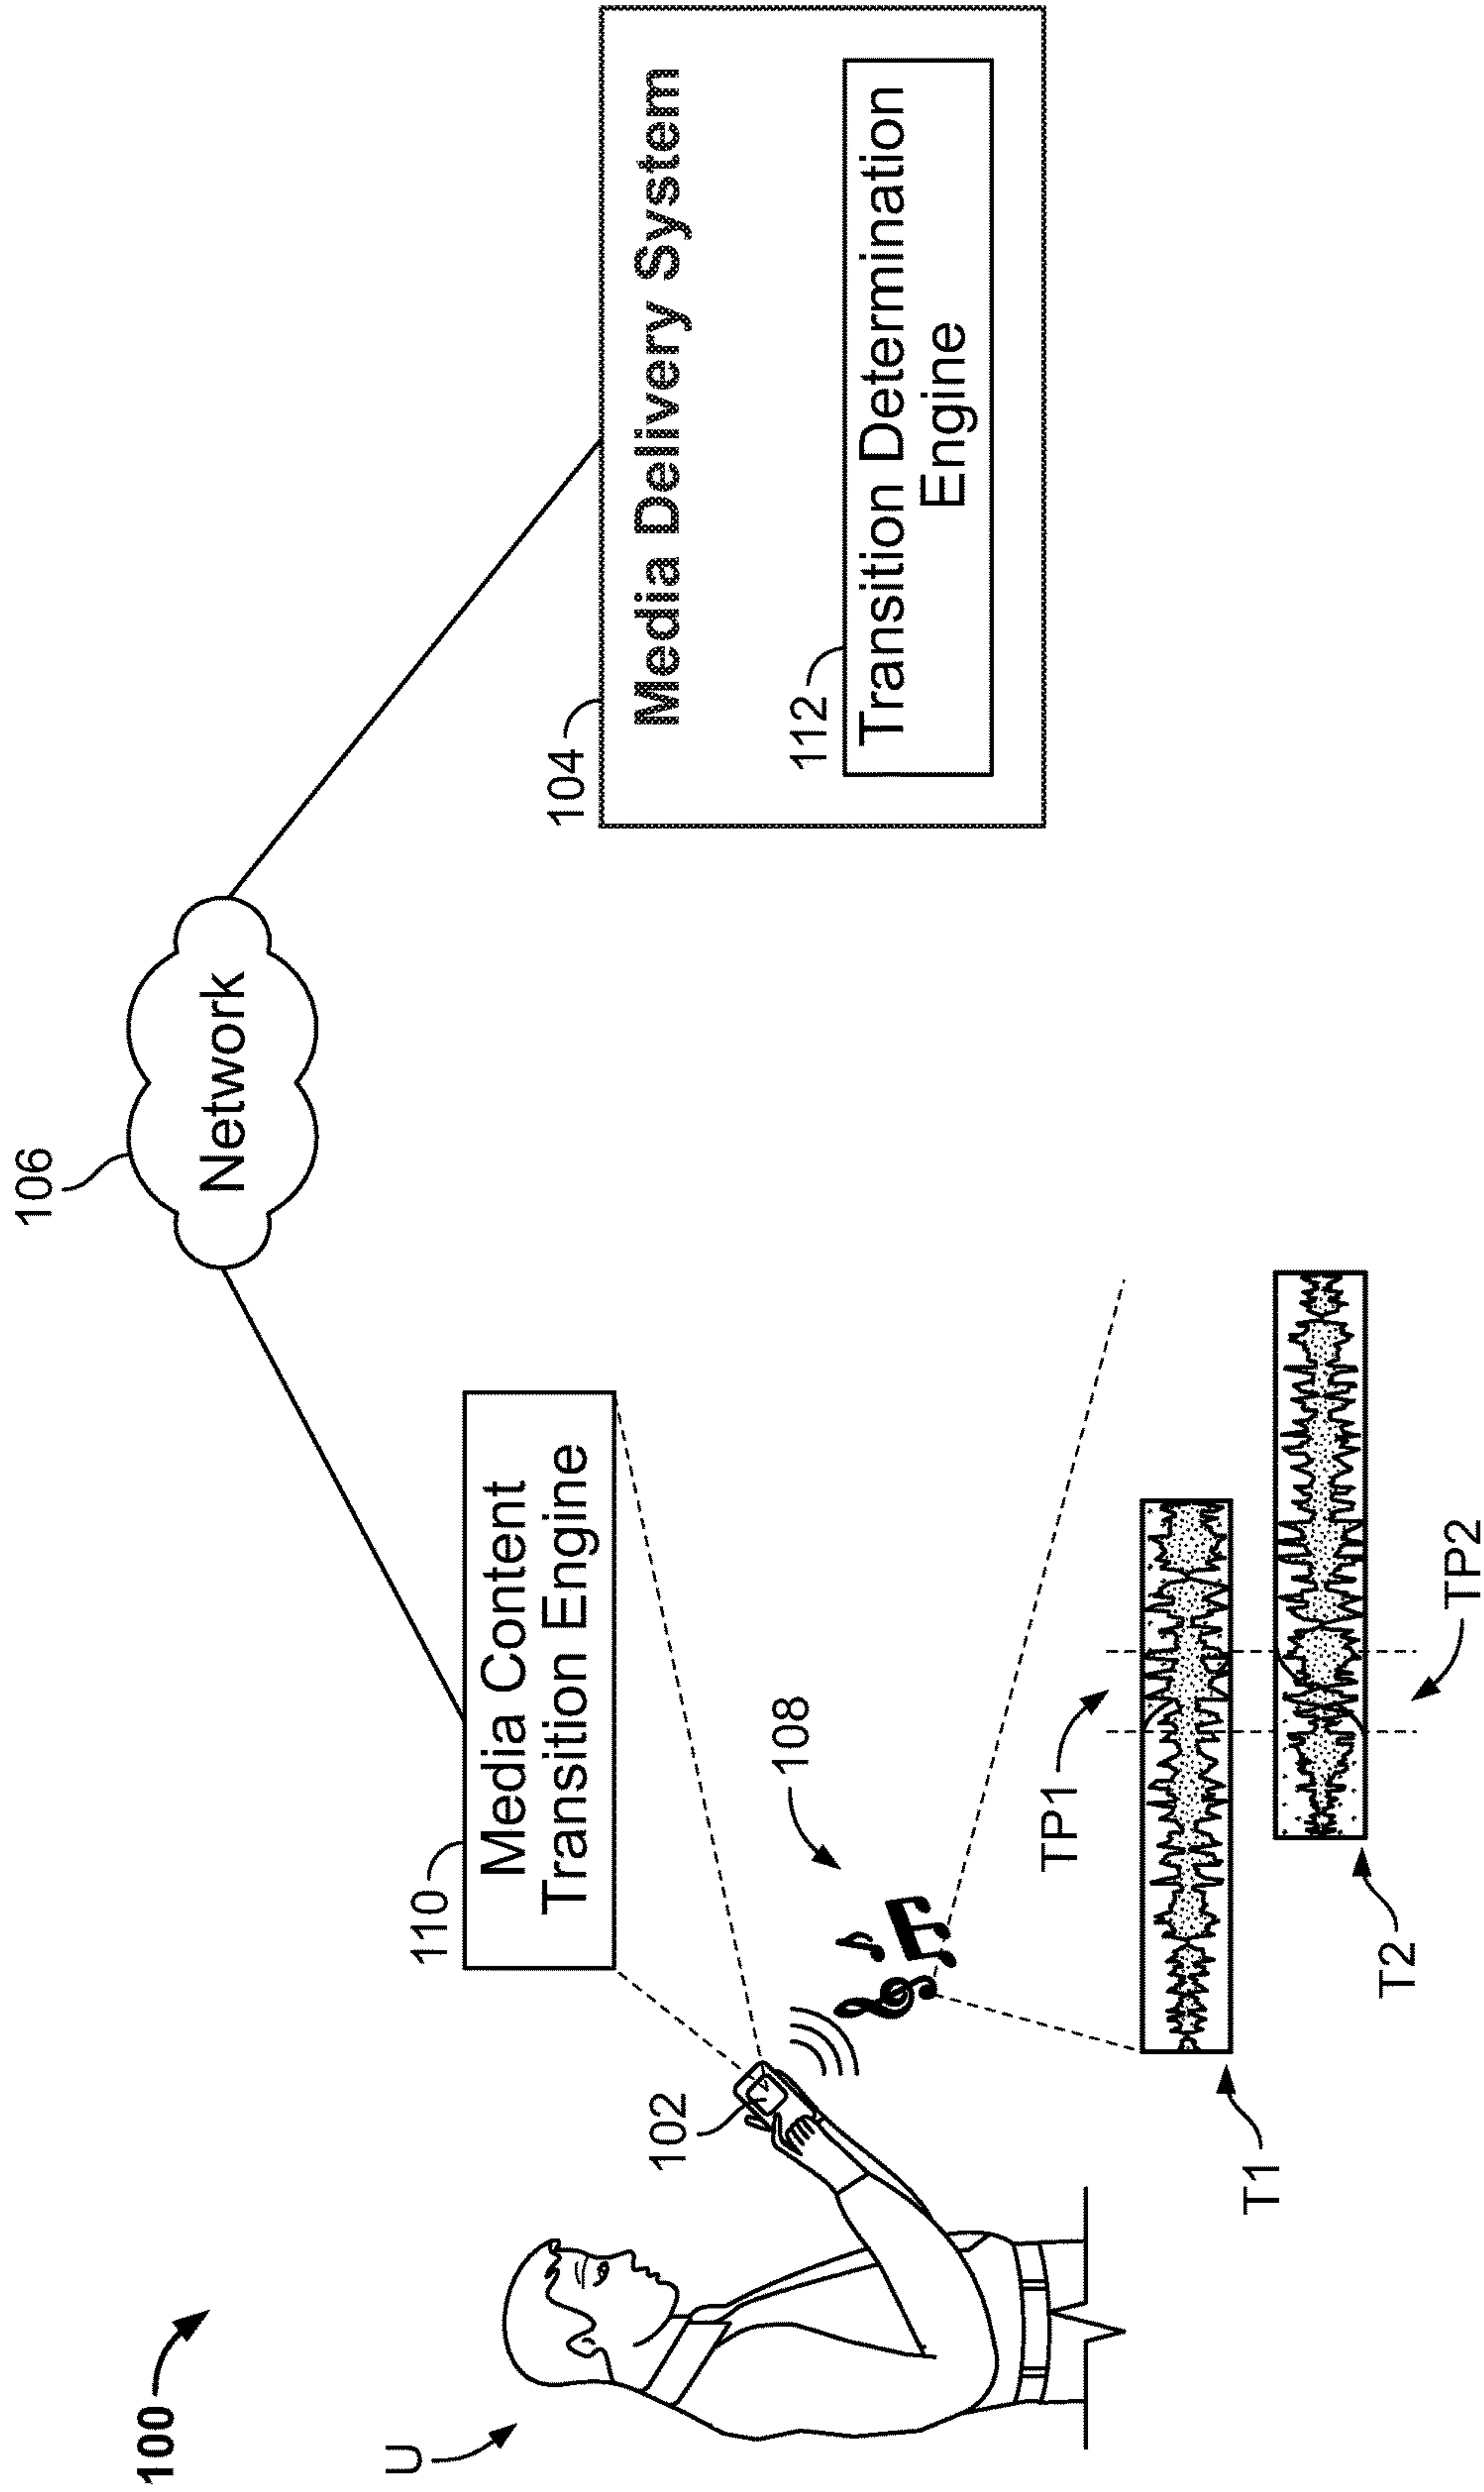 100
U
106
Network
110
Media Content
Transition Engine
102
108
104
Media Delivery System
112
Transition Determination
Engine
TP1
T1
T2
TP2